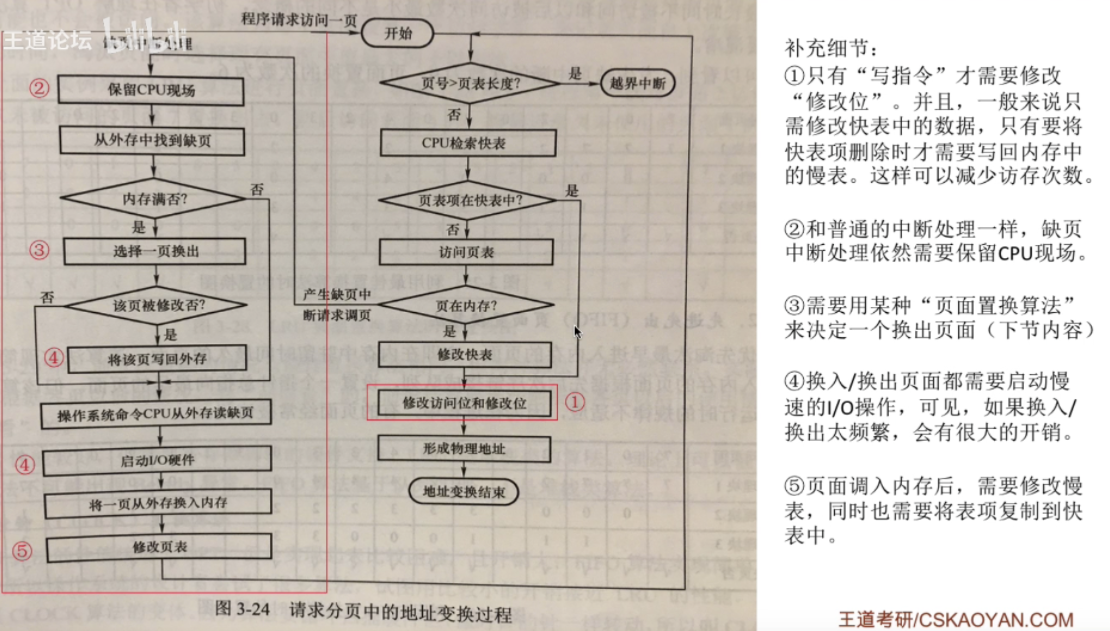 王道论坛
缺页中断处理
程序请求访问一页
开始
②
保留CPU现场
页号>页表长度?
是
越界中断
否
从外存中找到缺页
CPU检索快表
内存满否?
否
页表项在快表中?
是
是
否
③
选择一页换出
访问页表
否
该页被修改否?
产生缺页中
断请求调页
页在内存?
是
是
④
将该页写回外存
修改快表
操作系统命令CPU从外存读缺页
修改访问位和修改位
①
④
启动I/O硬件
形成物理地址
将一页从外存换入内存
地址变换结束
⑤
修改页表
图 3-24 请求分页中的地址变换过程
补充细节：
①只有“写指令”才需要修改
“修改位”。并且，一般来说只
需修改快表中的数据，只有要将
快表项删除时才需要写回内存中
的慢表。这样可以减少访存次数。
②和普通的中断处理一样，缺页
中断处理依然需要保留CPU现场。
③需要用某种“页面置换算法”
来决定一个换出页面（下节内容）
④换入/换出页面都需要启动慢
速的I/O操作，可见，如果换入/
换出太频繁，会有很大的开销。
⑤页面调入内存后，需要修改慢
表，同时也需要将表项复制到快
表中。
王道考研/CSKAOYAN.COM